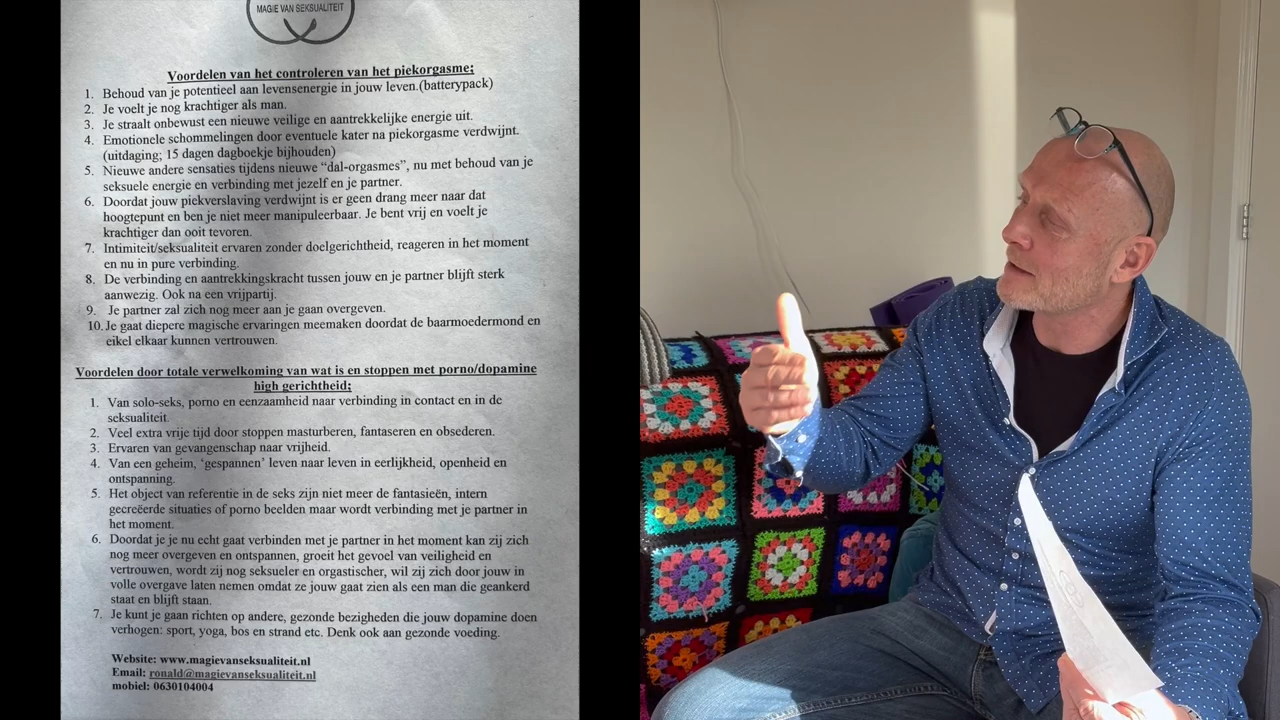 MAGIE VAN SEKSUALITEIT
Voordelen van het controleren van het piekorgasme;
1. Behoud van je potentieel aan levensenergie in jouw leven.(batterypack)
2. Je voelt je nog krachtiger als man.
3. Je straalt onbewust een nieuwe veilige en aantrekkelijke energie uit.
4. Emotionele schommelingen door eventuele kater na piekorgasme verdwijnt.
(uitdaging; 15 dagen dagboekje bijhouden)
5. Nieuwe andere sensaties tijdens nieuwe “dal-orgasmes”, nu met behoud van je
seksuele energie en verbinding met jezelf en je partner.
6. Doordat jouw piekverslaving verdwijnt is er geen drang meer naar dat
hoogtepunt en ben je niet meer manipuleerbaar. Je bent vrij en voelt je
krachtiger dan ooit tevoren.
7. Intimiteit/seksualiteit ervaren zonder doelgerichtheid, reageren in het moment
en nu in pure verbinding.
8. De verbinding en aantrekkingskracht tussen jouw en je partner blijft sterk
aanwezig. Ook na een vrijpartij.
9. Je partner zal zich nog meer aan je gaan overgeven.
10. Je gaat diepere magische ervaringen meemaken doordat de baarmoedermond en
eikel elkaar kunnen vertrouwen.
Voordelen door totale verwelkoming van wat is en stoppen met porno/dopamine
high gerichtheid;
1. Van solo-seks, porno en eenzaamheid naar verbinding in contact en in de
seksualiteit.
2. Veel extra vrije tijd door stoppen masturberen, fantaseren en obsederen.
3. Ervaren van gevangenschap naar vrijheid.
4. Van een geheim, ‘gespannen’ leven naar leven in eerlijkheid, openheid en
ontspanning.
5. Het object van referentie in de seks zijn niet meer de fantasieën, intern
gecreëerde situaties of porno beelden maar wordt verbinding met je partner in
het moment.
6. Doordat je je nu echt gaat verbinden met je partner in het moment kan zij zich
nog meer overgeven en ontspannen, groeit het gevoel van veiligheid en
vertrouwen, wordt zij nog seksueler en orgastischer, wil zij zich door jouw in
volle overgave laten nemen omdat ze jouw gaat zien als een man die geankerd
staat en blijft staan.
7. Je kunt je gaan richten op andere, gezonde bezigheden die jouw dopamine doen
verhogen: sport, yoga, bos en strand etc. Denk ook aan gezonde voeding.
Website: www.magievanseksualiteit.nl
Email: ronald@magievanseksualiteit.nl
mobiel: 0630104004